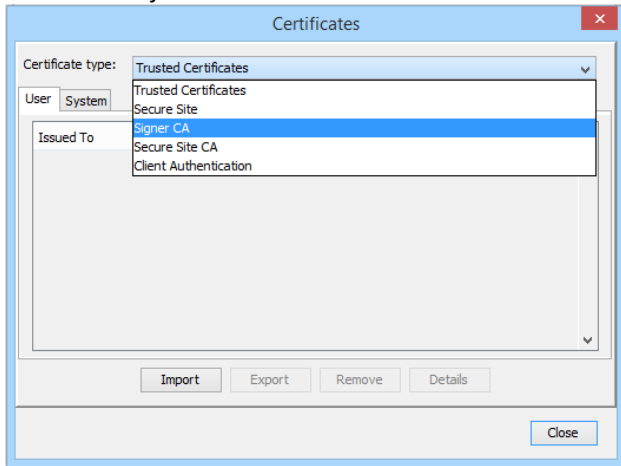 Certificates
Certificate type: Trusted Certificates
Trusted Certificates
User System
Secure Site
Signer CA
Issued To
Secure Site CA
Client Authentication
Import Export Remove Details
Close